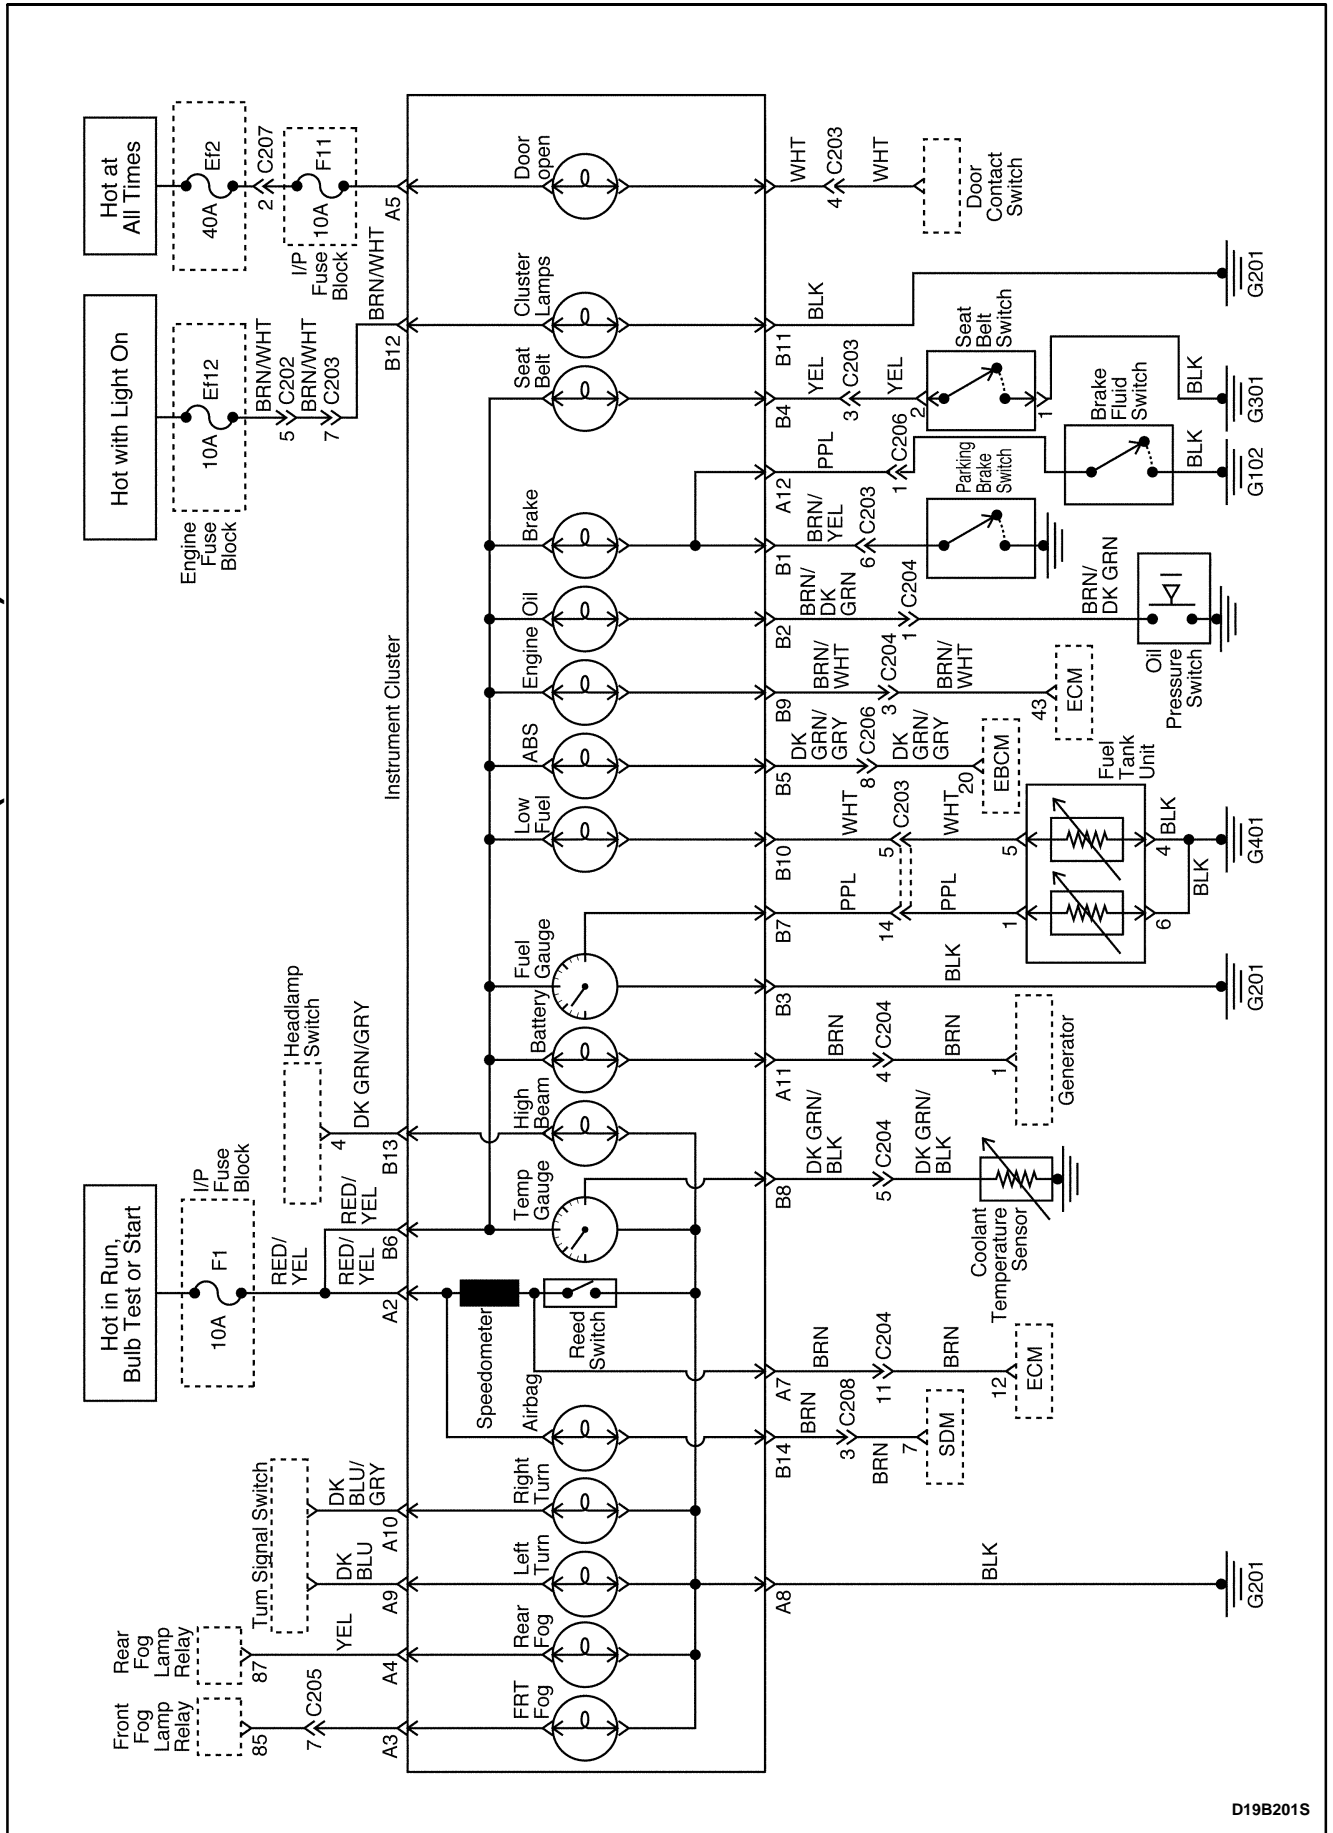 Hot in Run,
Bulb Test or Start
Hot with Light On
Hot at
All Times
Front
Fog
Lamp
Relay
85
7
C205
A3
Rear
Fog
Lamp
Relay
87
YEL
A4
Turn Signal Switch
DK
BLU
A9
DK
BLU/
GRY
A10
I/P
Fuse
Block
10A
F1
RED/
YEL
RED/
YEL
RED/
YEL
A2
B6
Headlamp
Switch
4
DK GRN/GRY
B13
Engine
Fuse
Block
10A
Ef12
BRN/WHT
5
C202
BRN/WHT
7
C203
BRN/WHT
B12
40A
Ef2
2
C207
10A
F11
I/P
Fuse
Block
A5
Instrument Cluster
FRT
Fog
Rear
Fog
Left
Turn
Right
Turn
Airbag
Speedometer
Reed
Switch
Temp
Gauge
High
Beam
Battery
Fuel
Gauge
Low
Fuel
ABS
Engine
Oil
Brake
Seat
Belt
Cluster
Lamps
Door
open
A8
BLK
G201
B14
BRN
3
C208
BRN
7
SDM
A7
BRN
11
C204
BRN
12
ECM
B8
DK GRN/
BLK
5
C204
DK GRN/
BLK
Coolant
Temperature
Sensor
A11
BRN
4
C204
BRN
1
Generator
B3
BLK
G201
B7
PPL
14
PPL
1
6
B10
WHT
5
C203
WHT
5
4
BLK
BLK
G401
Fuel
Tank
Unit
B5
DK
GRN/
GRY
8
C206
DK
GRN/
GRY
20
EBCM
B9
BRN/
WHT
3
C204
BRN/
WHT
43
ECM
B2
BRN/
DK
GRN
1
C204
BRN/
DK GRN
Oil
Pressure
Switch
B1
BRN/
YEL
6
C203
Parking
Brake
Switch
A12
PPL
1
C206
Brake
Fluid
Switch
BLK
G102
B4
YEL
3
C203
YEL
2
Seat
Belt
Switch
1
BLK
G301
B11
BLK
G201
WHT
4
C203
WHT
Door
Contact
Switch
D19B201S